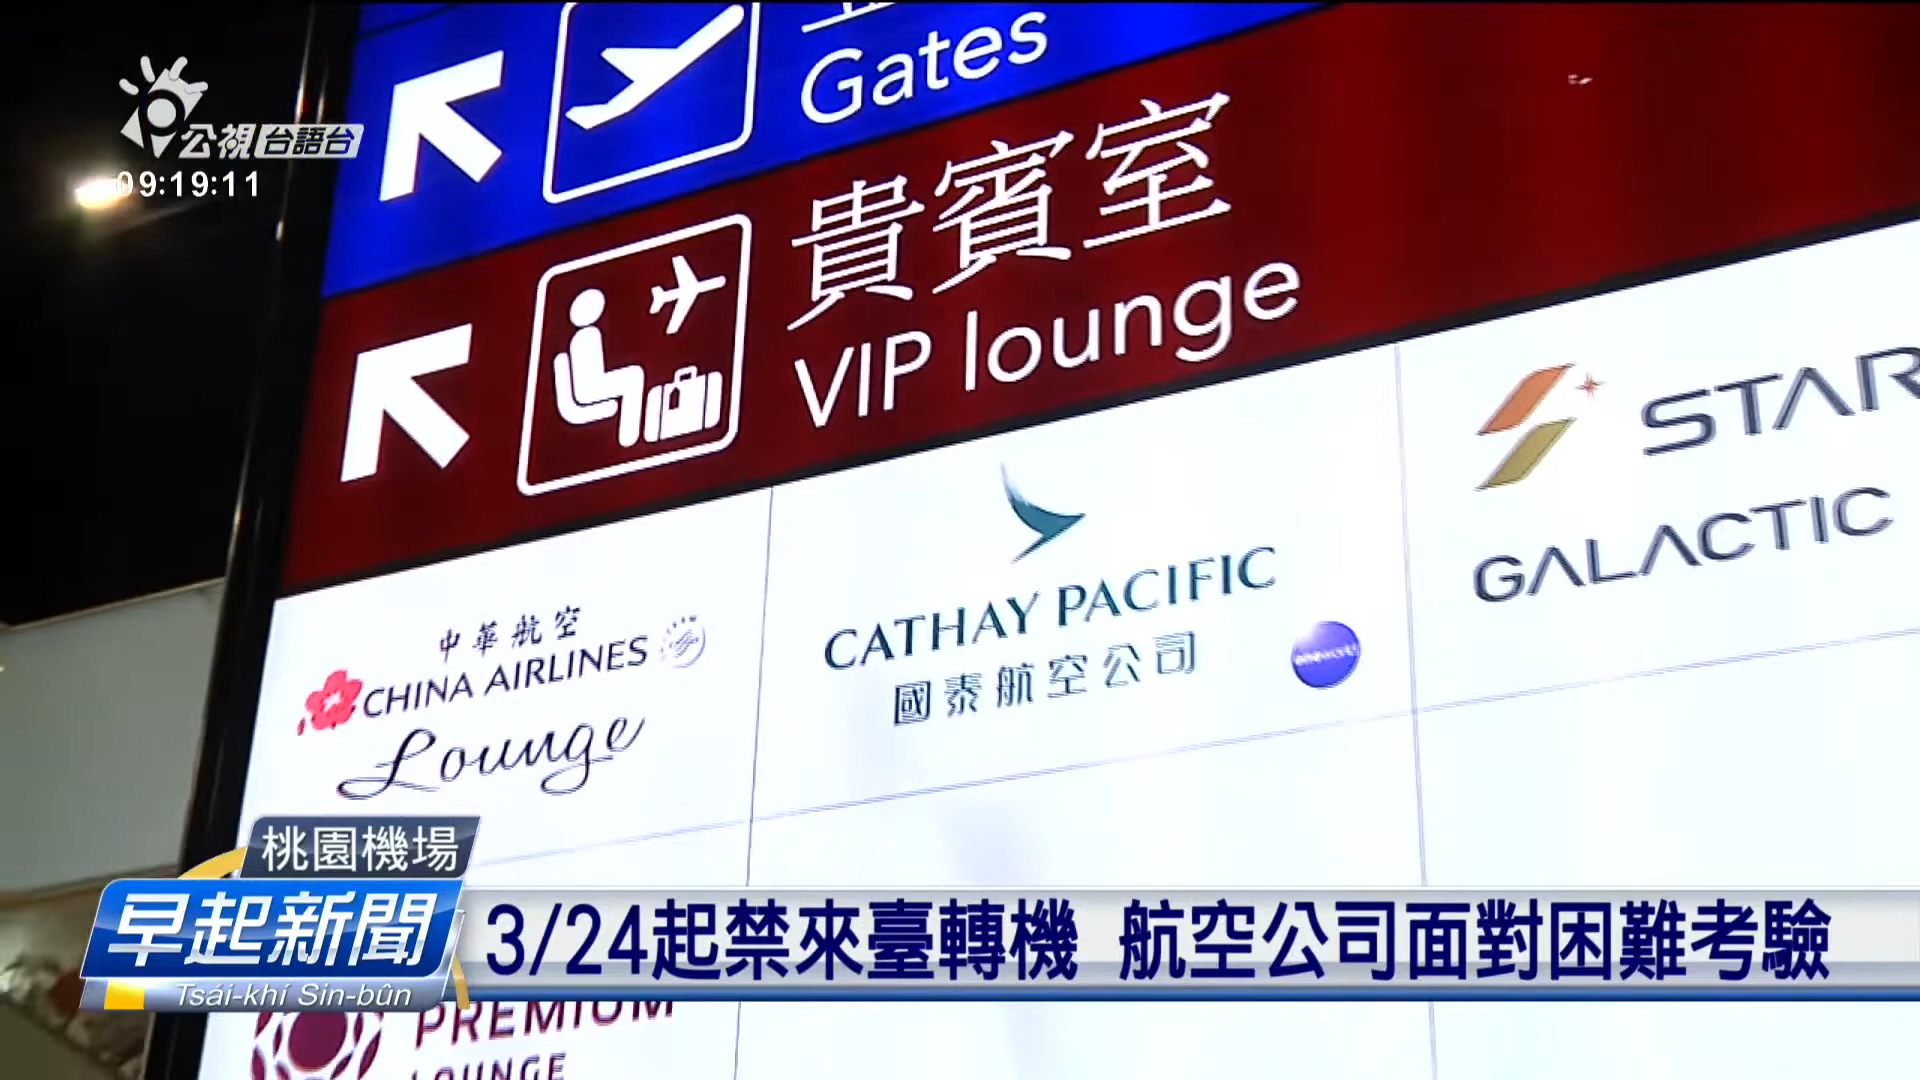 Gates
公視 台語台
09:19:11
貴賓室
VIP lounge
中華航空
CHINA AIRLINES
Lounge
CATHAY PACIFIC
國泰航空公司
oneworld
STAR
GALACTIC
桃園機場
早起新聞
Tsái-khí Sin-bûn
3/24起禁來臺轉機 航空公司面對困難考驗
PREMIUM
LOUNGE